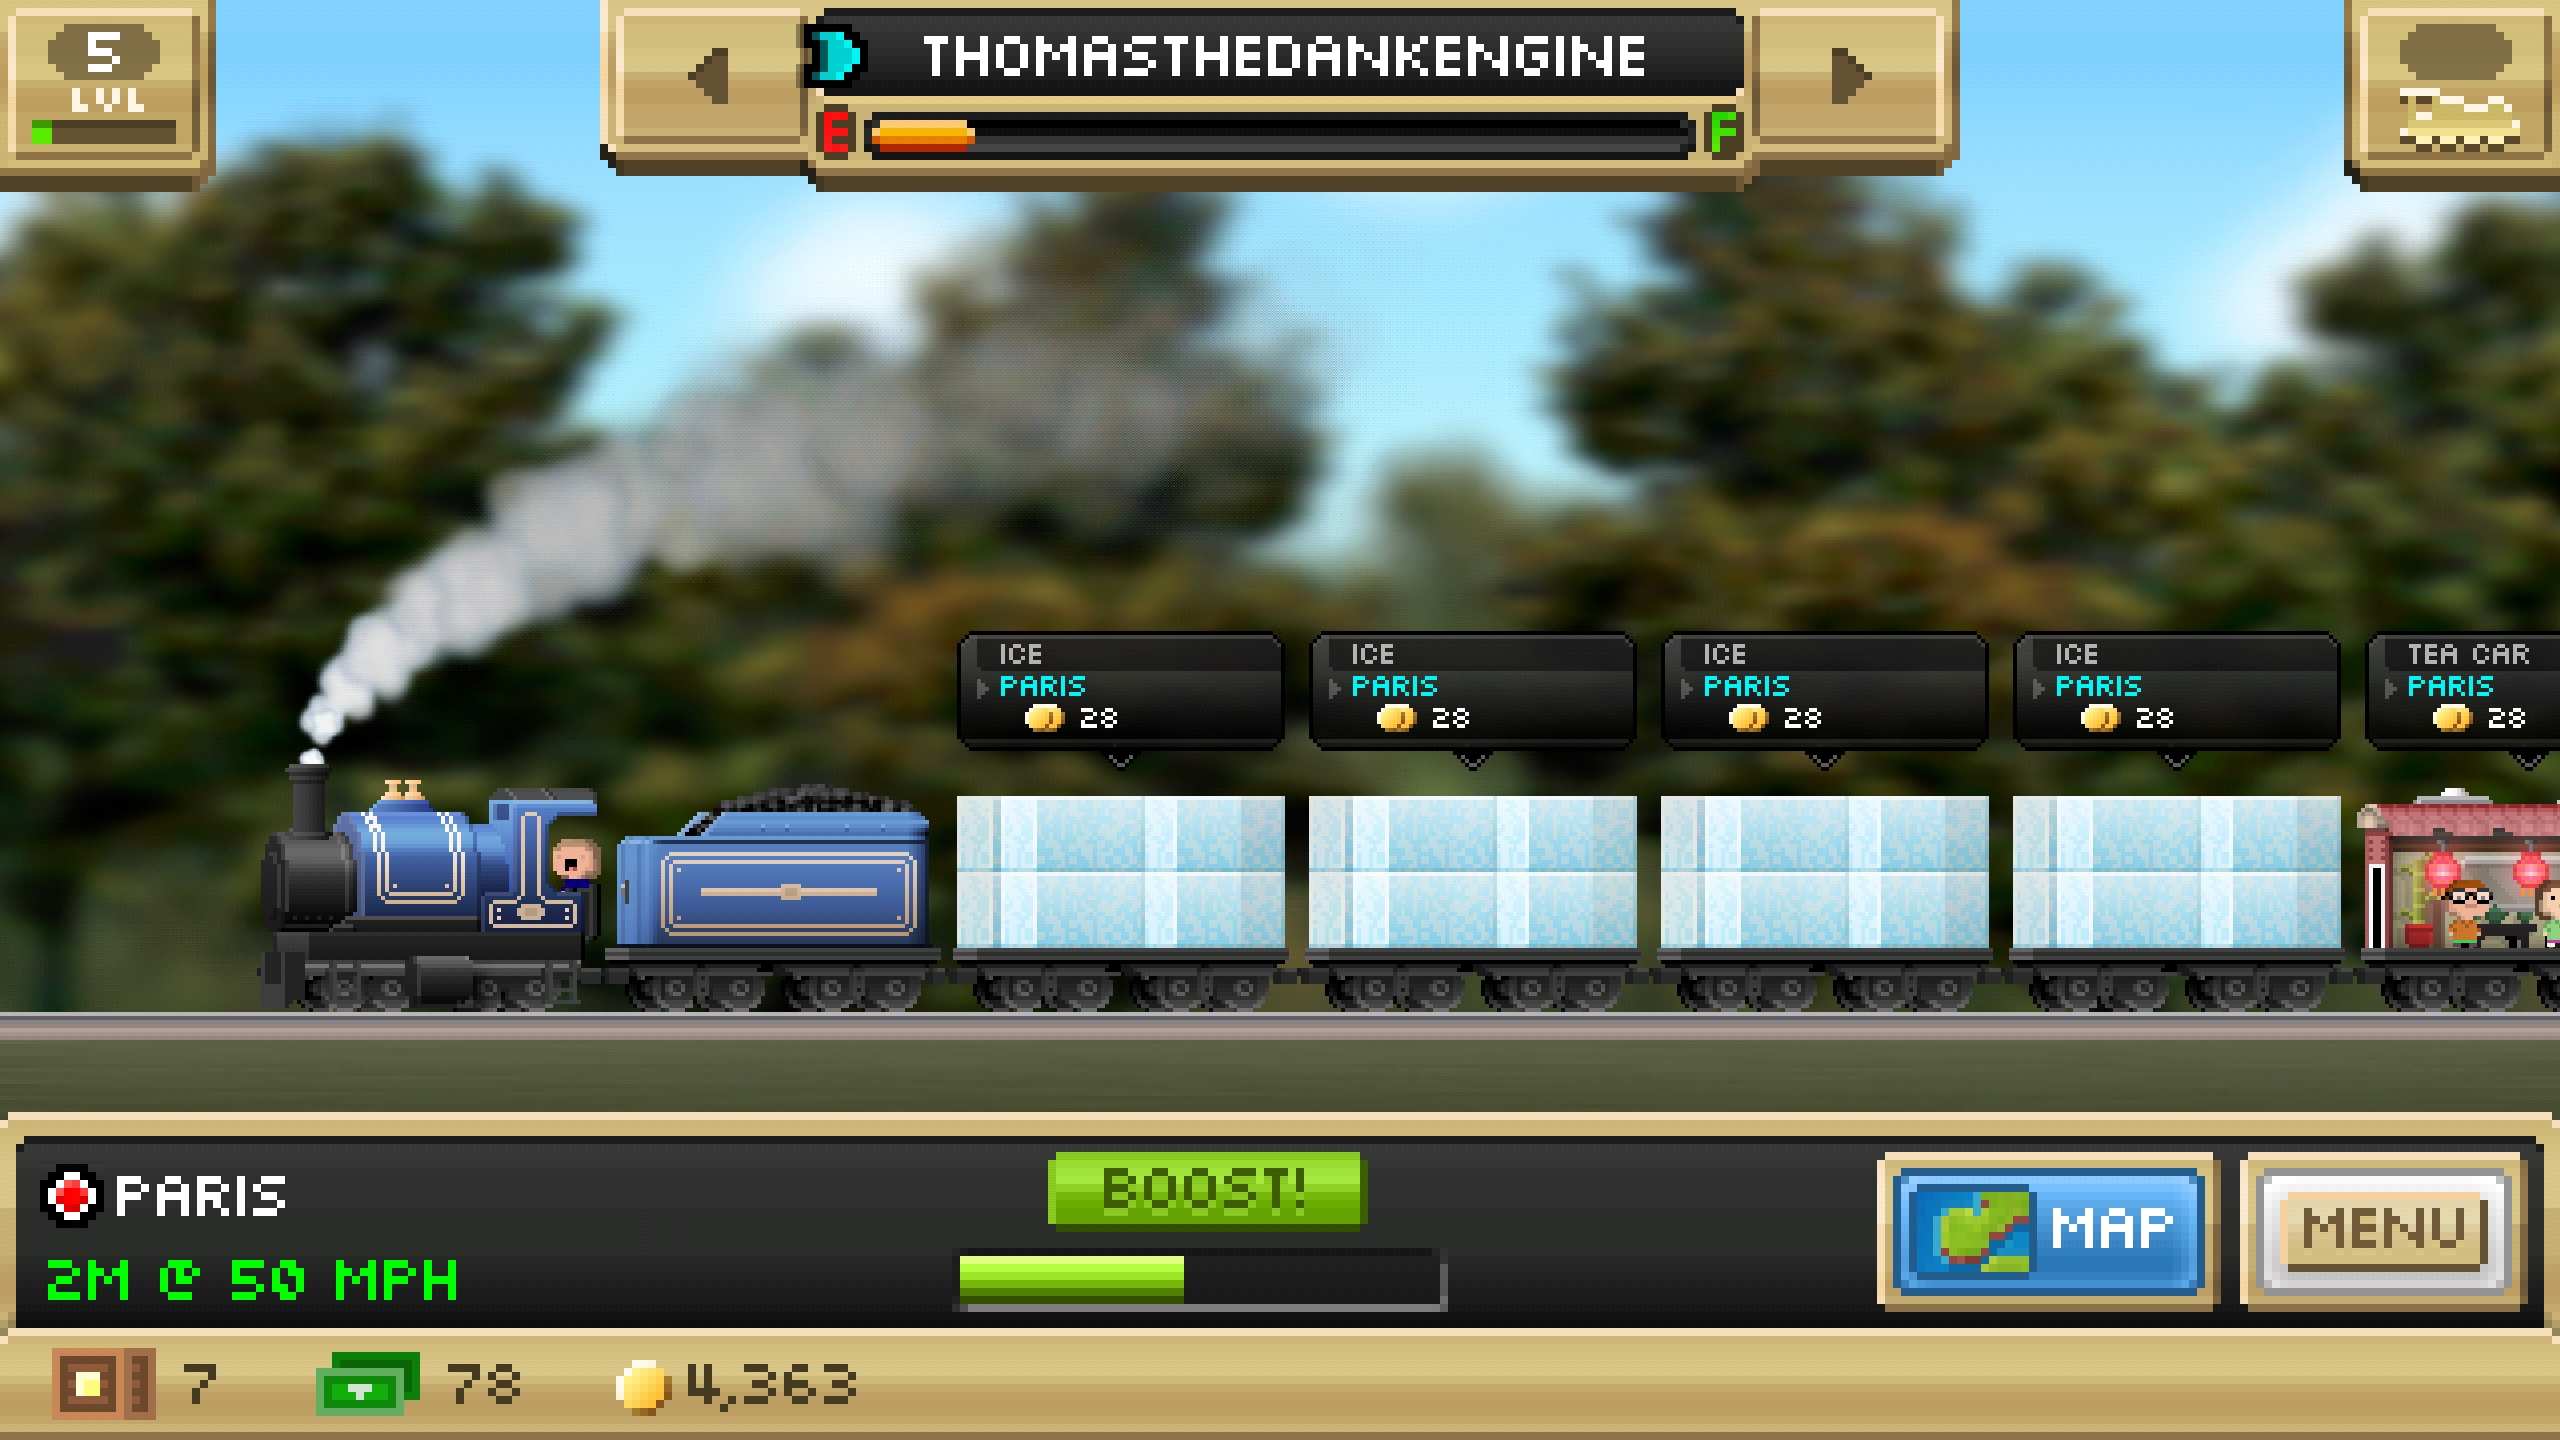 5
LVL
THOMASTHEDANKENGINE
E F
ICE
PARIS
28
ICE
PARIS
28
ICE
PARIS
28
ICE
PARIS
28
TEA CAR
PARIS
28
PARIS
2M @ 50 MPH
BOOST!
MAP
MENU
7
78
4,363